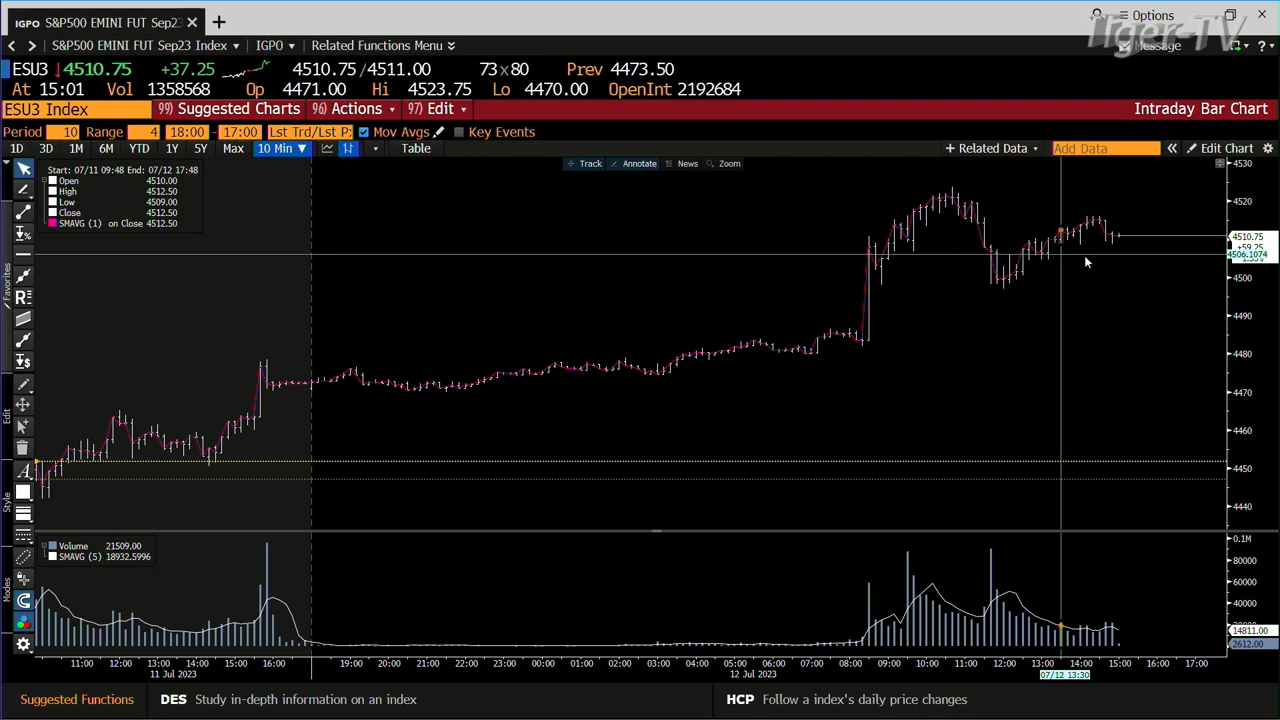 IGPO S&P500 EMINI FUT Sep23
Options
Tiger-TV
S&P500 EMINI FUT Sep23 Index IGPO Related Functions Menu
Message
ESU3 4510.75 +37.25 4510.75/4511.00 73x80 Prev 4473.50
At 15:01 Vol 1358568 Op 4471.00 Hi 4523.75 Lo 4470.00 OpenInt 2192684
ESU3 Index 99) Suggested Charts 96) Actions 97) Edit Intraday Bar Chart
Period 10 Range 4 18:00 - 17:00 Lst Trd/Lst P Mov Avgs Key Events
1D 3D 1M 6M YTD 1Y 5Y Max 10 Min ▼ Table + Related Data Add Data Edit Chart
Track Annotate News Zoom
Start: 07/11 09:48 End: 07/12 17:48
Open 4510.00
High 4512.50
Low 4509.00
Close 4512.50
SMAVG (1) on Close 4512.50
4530
4520
4510.75
+59.25
4506.1074
4500
4490
4480
4470
4460
4450
4440
Favorites
Edit
Style
Modes
Volume 21509.00
SMAVG (5) 18932.5996
0.1M
80000
60000
40000
14811.00
2612.00
11:00 12:00 13:00 14:00 15:00 16:00 19:00 20:00 21:00 22:00 23:00 00:00 01:00 02:00 03:00 04:00 05:00 06:00 07:00 08:00 09:00 10:00 11:00 12:00 13:00 14:00 15:00 16:00 17:00
11 Jul 2023 12 Jul 2023 07/12 13:30
Suggested Functions DES Study in-depth information on an index HCP Follow a index's daily price changes